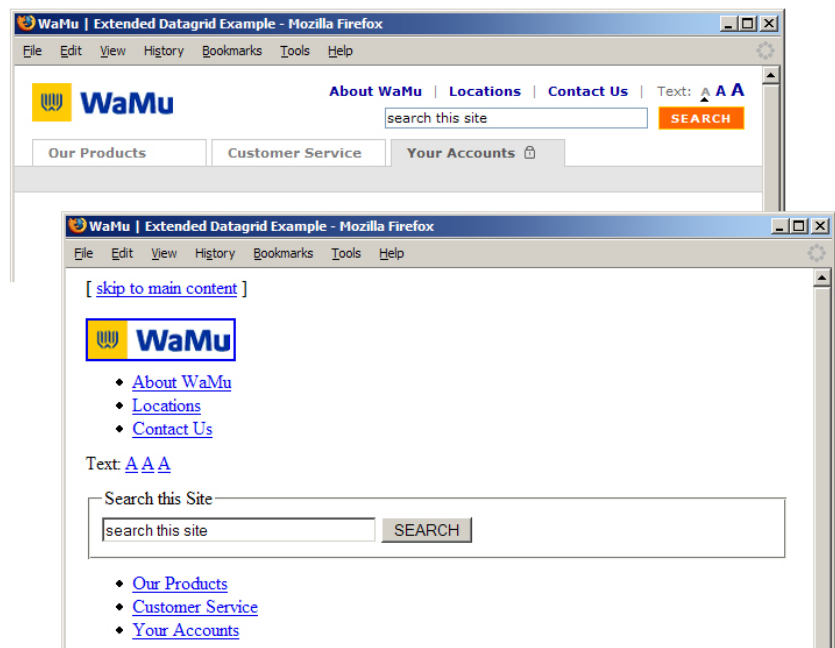 WaMu | Extended Datagrid Example - Mozilla Firefox
File Edit View History Bookmarks Tools Help
WaMu
About WaMu | Locations | Contact Us | Text: A A A
search this site SEARCH
Our Products Customer Service Your Accounts
WaMu | Extended Datagrid Example - Mozilla Firefox
File Edit View History Bookmarks Tools Help
[ skip to main content ]
WaMu
• About WaMu
• Locations
• Contact Us
Text: A A A
Search this Site
search this site SEARCH
• Our Products
• Customer Service
• Your Accounts